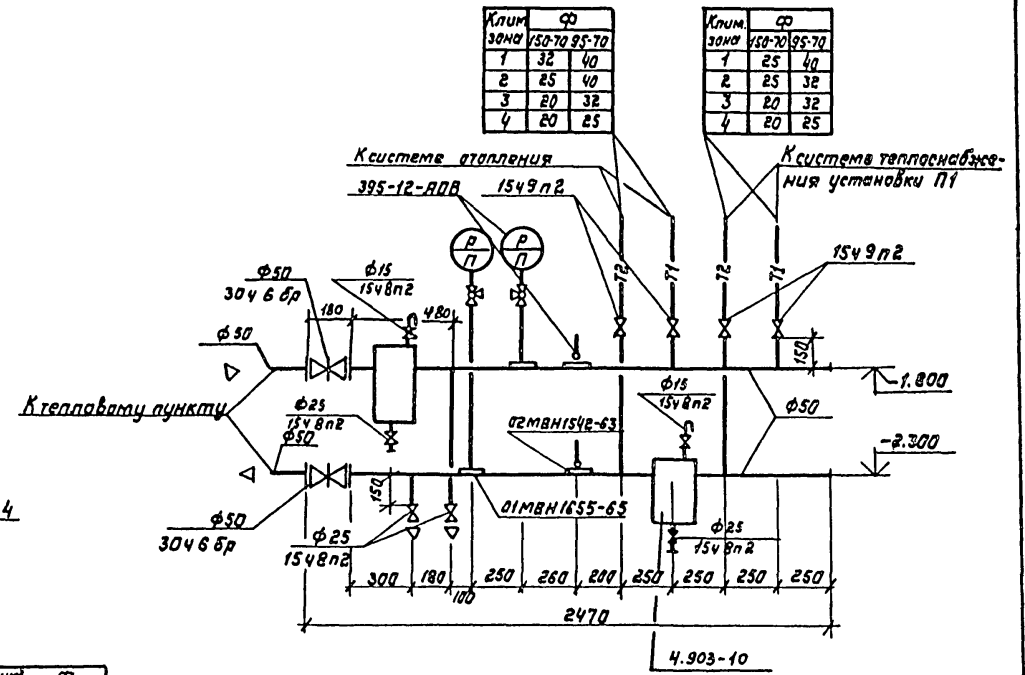 Клим. зона Ф
150-70 95-70
1 32 40
2 25 40
3 20 32
4 20 25
Клим. зона Ф
150-70 95-70
1 25 40
2 25 32
3 20 32
4 20 25
К системе отопления
К системе теплоснабже-
ния установки П1
395-12-АДВ
15ч9п2
15ч9п2
Р
П
Р
П
Т2
Т1
Т2
Т1
ф50
30ч6бр
ф15
15ч8п2
180
480
ф50
150
-1.800
К тепловому пункту
ф25
15ч8п2
02МВН1542-63
ф15
15ч8п2
ф50
ф50
-2.300
150
01МВН1655-65
4
ф50
30ч6бр
ф25
15ч8п2
ф25
15ч8п2
300
180
100
250
260
200
250
250
250
250
2470
4.903-10
Ф